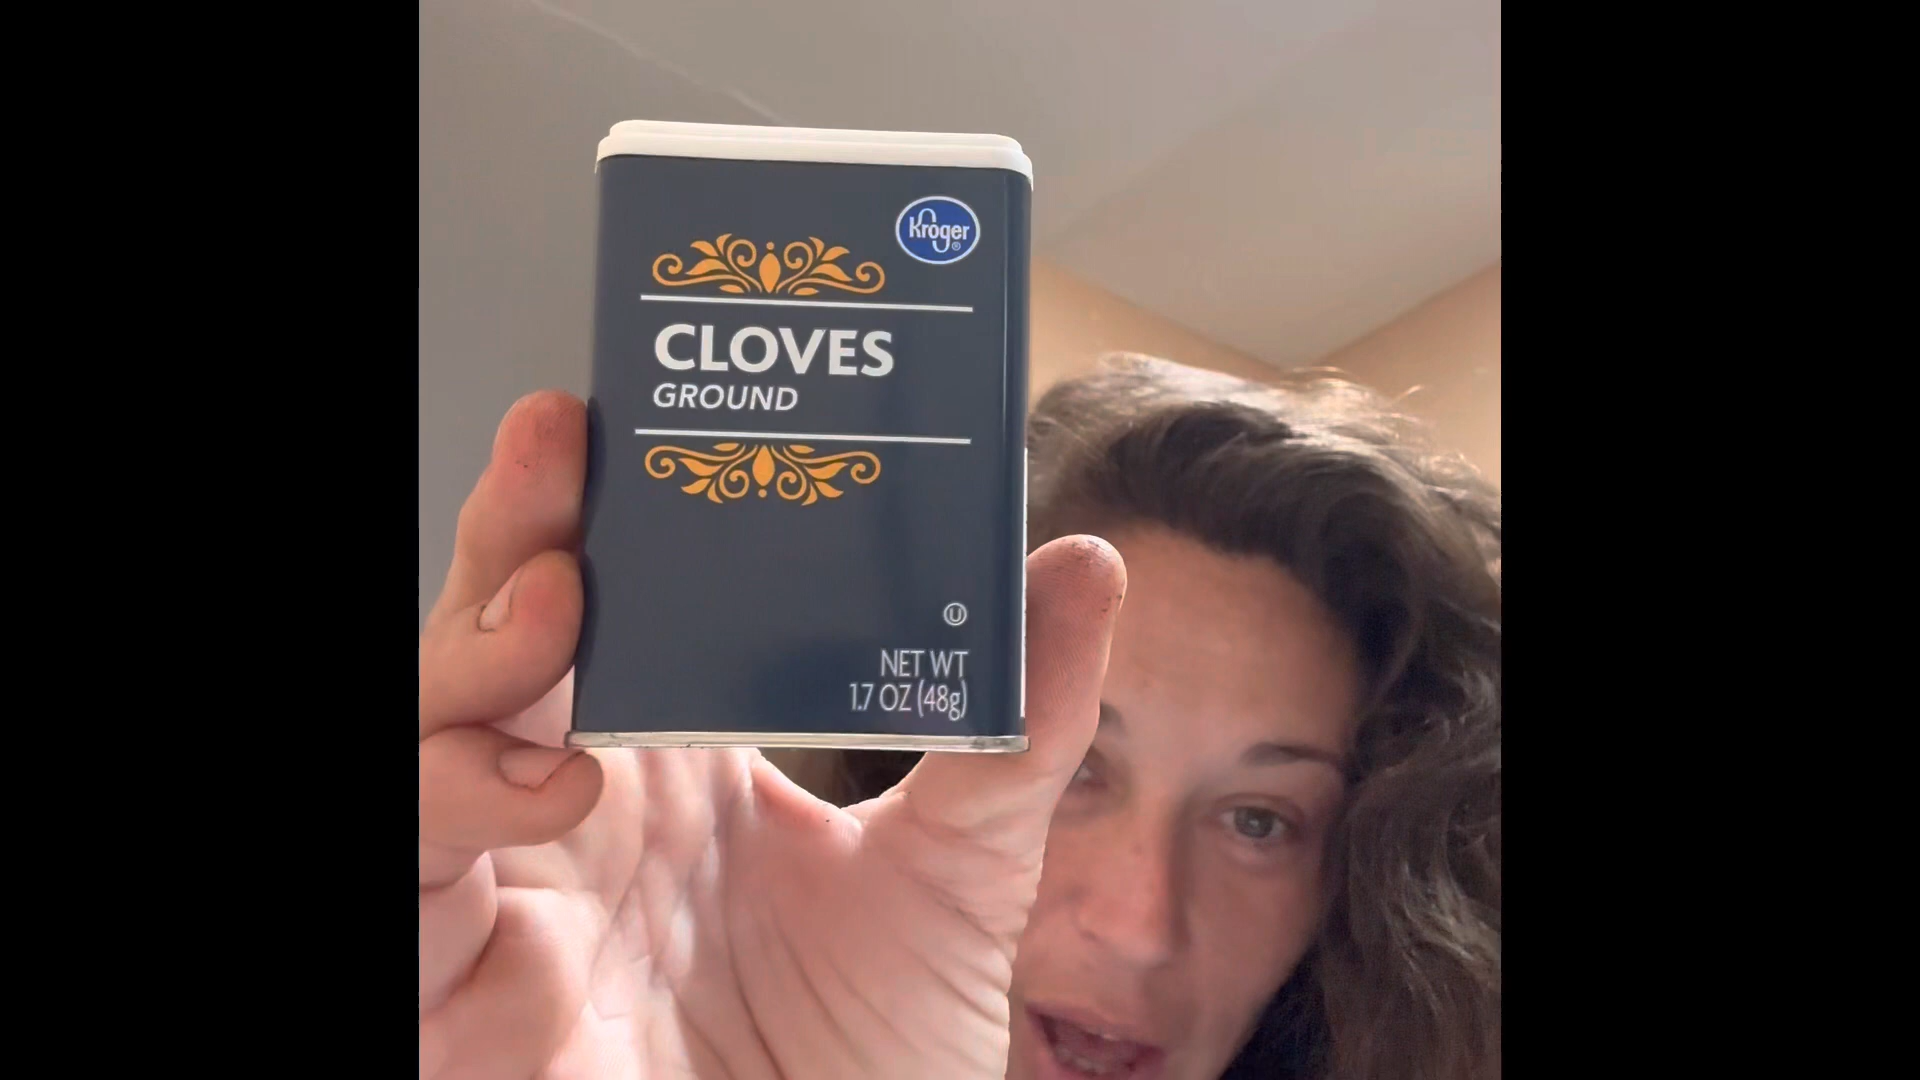 Kroger®
CLOVES
GROUND
U
NET WT
1.7 OZ (48g)